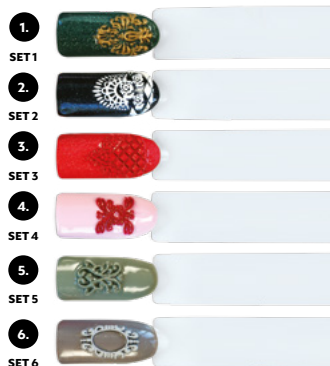 1.
SET 1
2.
SET 2
3.
SET 3
4.
SET 4
5.
SET 5
6.
SET 6